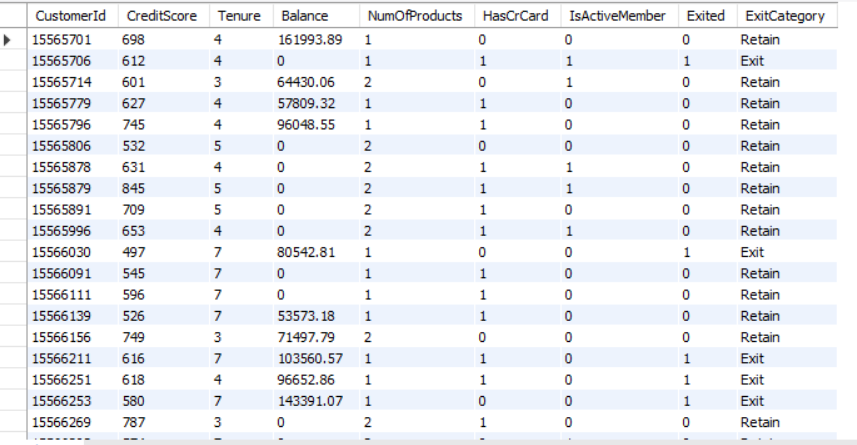 CustomerId CreditScore Tenure Balance NumOfProducts HasCrCard IsActiveMember Exited ExitCategory
15565701 698 4 161993.89 1 0 0 0 Retain
15565706 612 4 0 1 1 1 1 Exit
15565714 601 3 64430.06 2 0 1 0 Retain
15565779 627 4 57809.32 1 1 0 0 Retain
15565796 745 4 96048.55 1 1 0 0 Retain
15565806 532 5 0 2 0 0 0 Retain
15565878 631 4 0 2 1 1 0 Retain
15565879 845 5 0 2 1 1 0 Retain
15565891 709 5 0 2 1 0 0 Retain
15565996 653 4 0 2 1 1 0 Retain
15566030 497 7 80542.81 1 0 0 1 Exit
15566091 545 7 0 1 1 0 0 Retain
15566111 596 7 0 1 1 0 0 Retain
15566139 526 7 53573.18 1 1 0 0 Retain
15566156 749 3 71497.79 2 0 0 0 Retain
15566211 616 7 103560.57 1 1 0 1 Exit
15566251 618 4 96652.86 1 1 0 1 Exit
15566253 580 7 143391.07 1 0 0 1 Exit
15566269 787 3 0 2 1 0 0 Retain